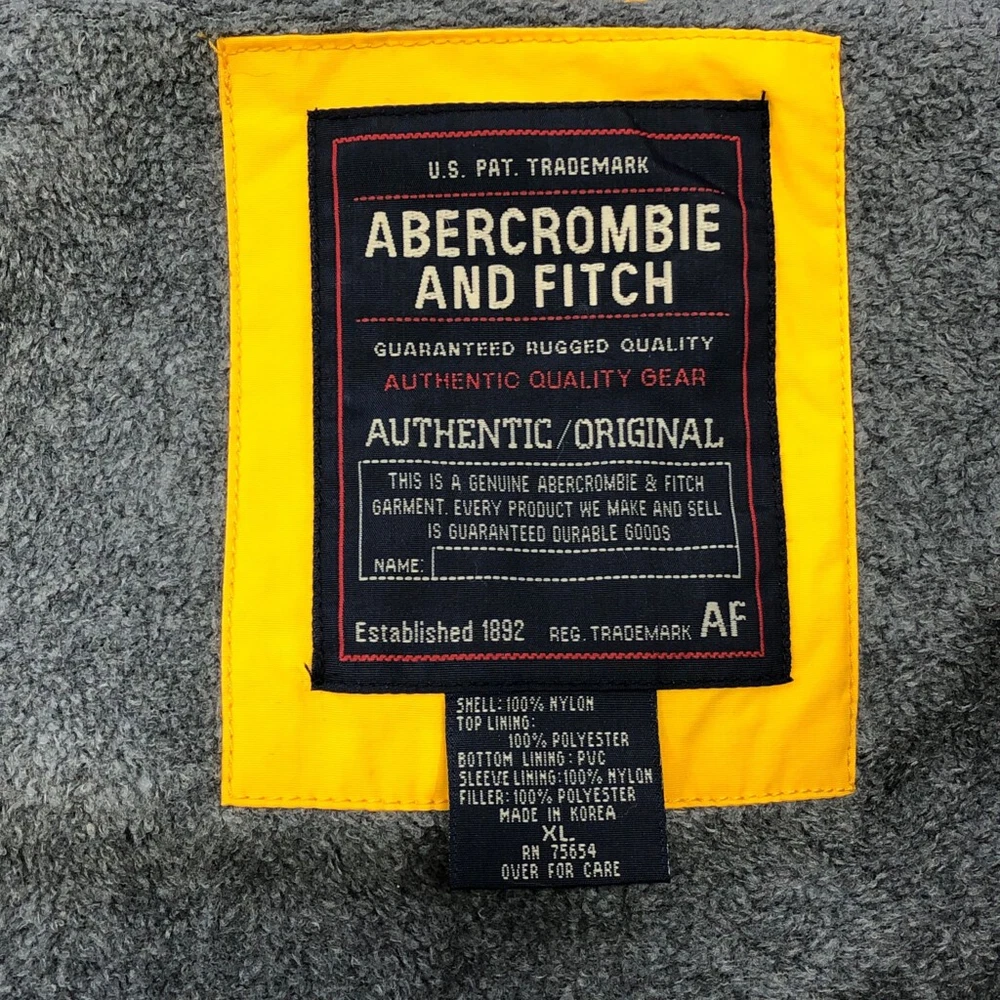 U.S. PAT. TRADEMARK
ABERCROMBIE
AND FITCH
GUARANTEED RUGGED QUALITY
AUTHENTIC QUALITY GEAR
AUTHENTIC/ORIGINAL
THIS IS A GENUINE ABERCROMBIE & FITCH
GARMENT. EVERY PRODUCT WE MAKE AND SELL
IS GUARANTEED DURABLE GOODS
NAME:
Established 1892 REG. TRADEMARK AF
SHELL: 100% NYLON
TOP LINING:
100% POLYESTER
BOTTOM LINING: PVC
SLEEVE LINING: 100% NYLON
FILLER: 100% POLYESTER
MADE IN KOREA
XL
RN 75654
OVER FOR CARE